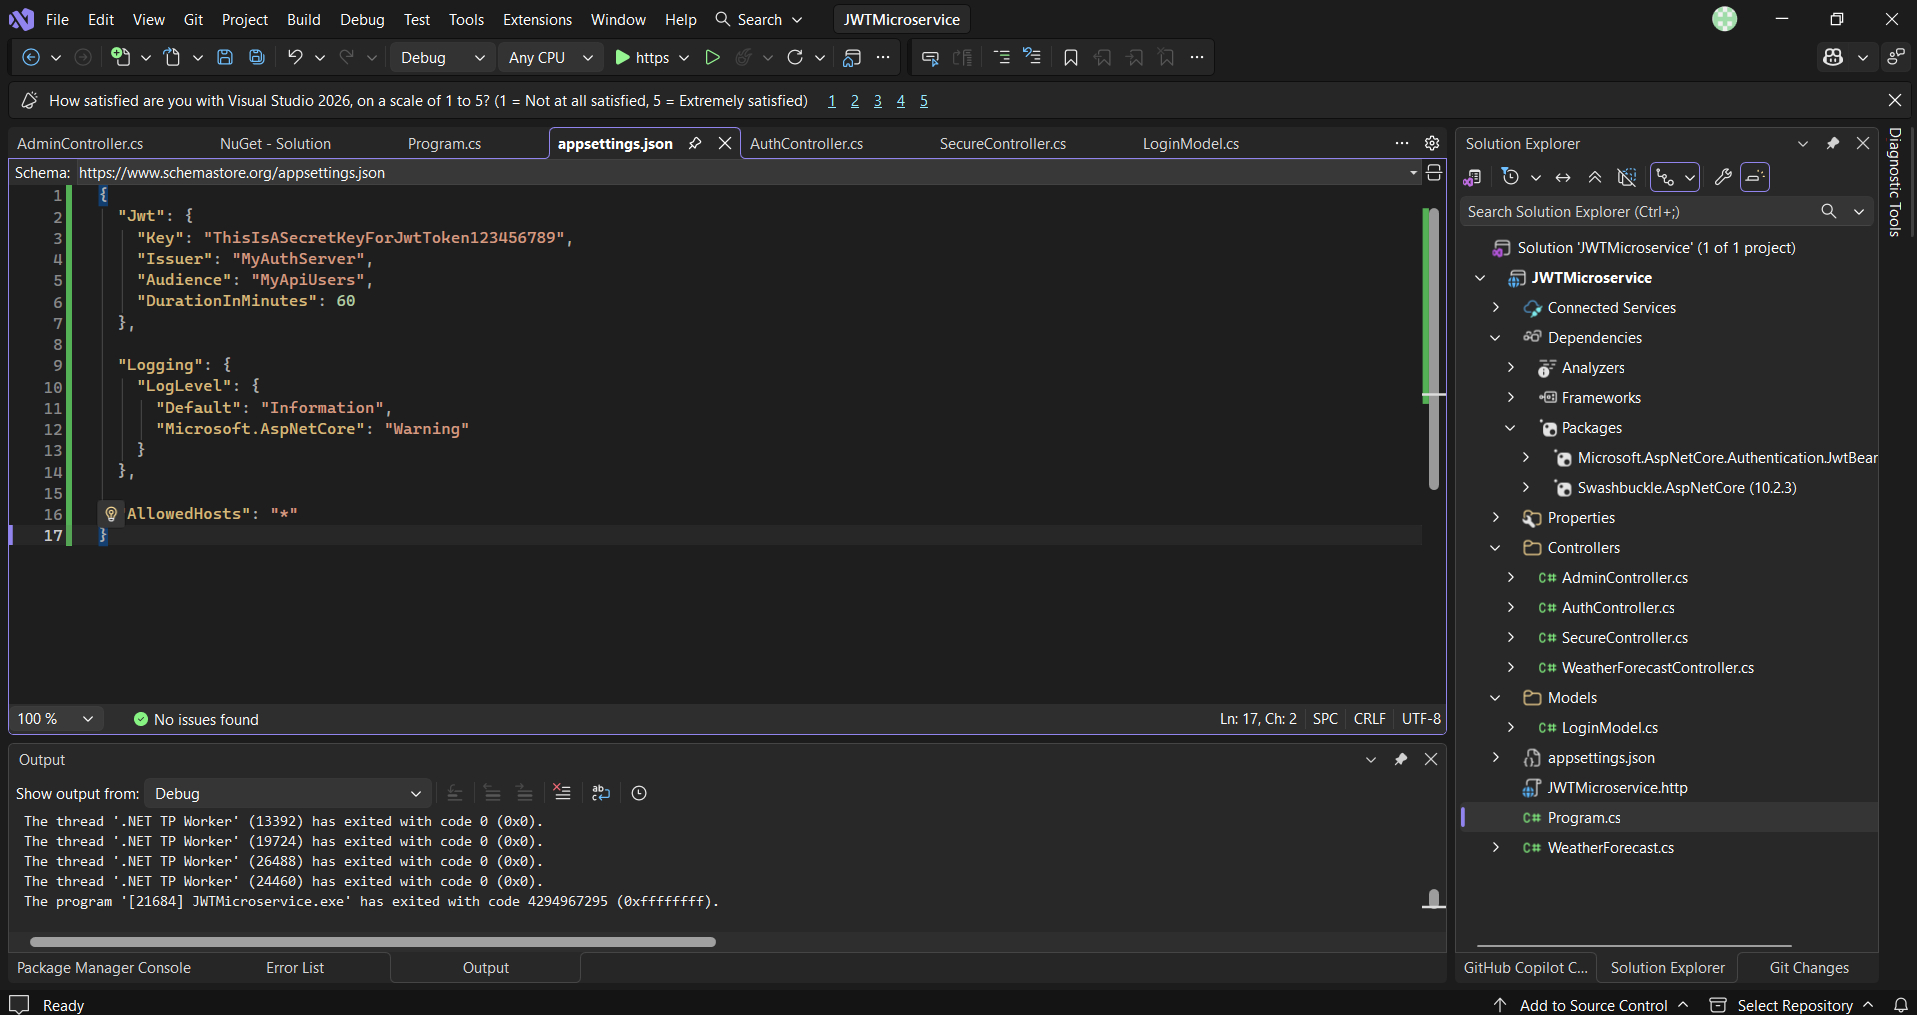 File Edit View Git Project Build Debug Test Tools Extensions Window Help Search JWTMicroservice
Debug Any CPU https
How satisfied are you with Visual Studio 2026, on a scale of 1 to 5? (1 = Not at all satisfied, 5 = Extremely satisfied) 1 2 3 4 5
AdminController.cs NuGet - Solution Program.cs appsettings.json AuthController.cs SecureController.cs LoginModel.cs
Schema: https://www.schemastore.org/appsettings.json
1 {
2 "Jwt": {
3 "Key": "ThisIsASecretKeyForJwtToken123456789",
4 "Issuer": "MyAuthServer",
5 "Audience": "MyApiUsers",
6 "DurationInMinutes": 60
7 },
8
9 "Logging": {
10 "LogLevel": {
11 "Default": "Information",
12 "Microsoft.AspNetCore": "Warning"
13 }
14 },
15
16 AllowedHosts": "*"
17 }
100 % No issues found Ln: 17, Ch: 2 SPC CRLF UTF-8
Output
Show output from: Debug
The thread '.NET TP Worker' (13392) has exited with code 0 (0x0).
The thread '.NET TP Worker' (19724) has exited with code 0 (0x0).
The thread '.NET TP Worker' (26488) has exited with code 0 (0x0).
The thread '.NET TP Worker' (24460) has exited with code 0 (0x0).
The program '[21684] JWTMicroservice.exe' has exited with code 4294967295 (0xffffffff).
Package Manager Console Error List Output
Solution Explorer
Search Solution Explorer (Ctrl+;)
Solution 'JWTMicroservice' (1 of 1 project)
JWTMicroservice
Connected Services
Dependencies
Analyzers
Frameworks
Packages
Microsoft.AspNetCore.Authentication.JwtBear
Swashbuckle.AspNetCore (10.2.3)
Properties
Controllers
C# AdminController.cs
C# AuthController.cs
C# SecureController.cs
C# WeatherForecastController.cs
Models
C# LoginModel.cs
appsettings.json
JWTMicroservice.http
C# Program.cs
C# WeatherForecast.cs
GitHub Copilot C... Solution Explorer Git Changes
Diagnostic Tools
Ready Add to Source Control Select Repository